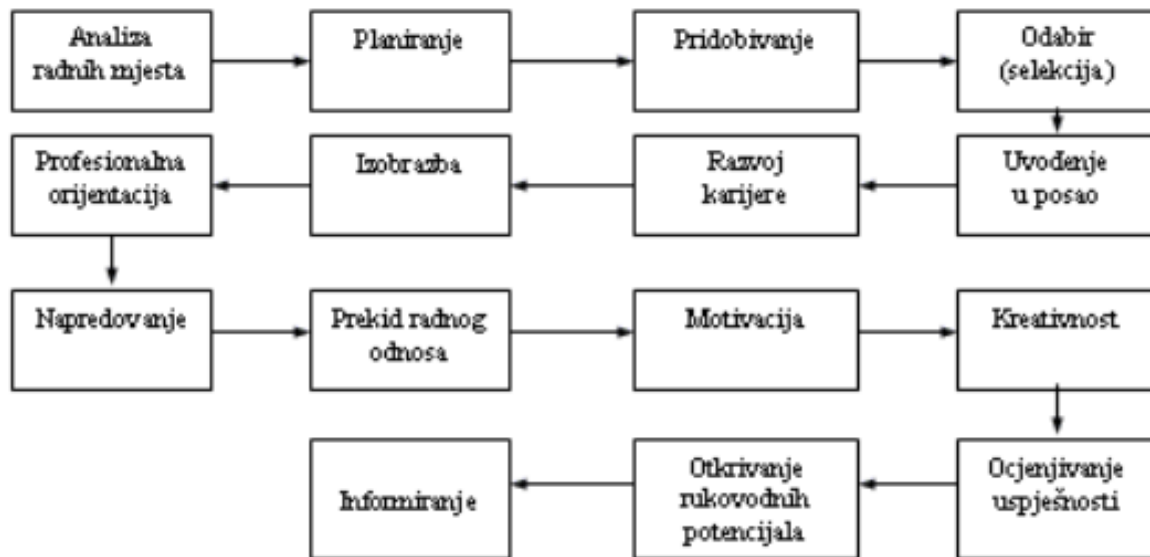 Analiza
radnih mjesta
Planiranje
Pridobivanje
Odabir
(selekcija)
Profesionalna
orijentacija
Izobrazba
Razvoj
karijere
Uvođenje
u posao
Napredovanje
Prekid radnog
odnosa
Motivacija
Kreativnost
Informiranje
Otkrivanje
rukovodnih
potencijala
Ocjenjivanje
uspješnosti